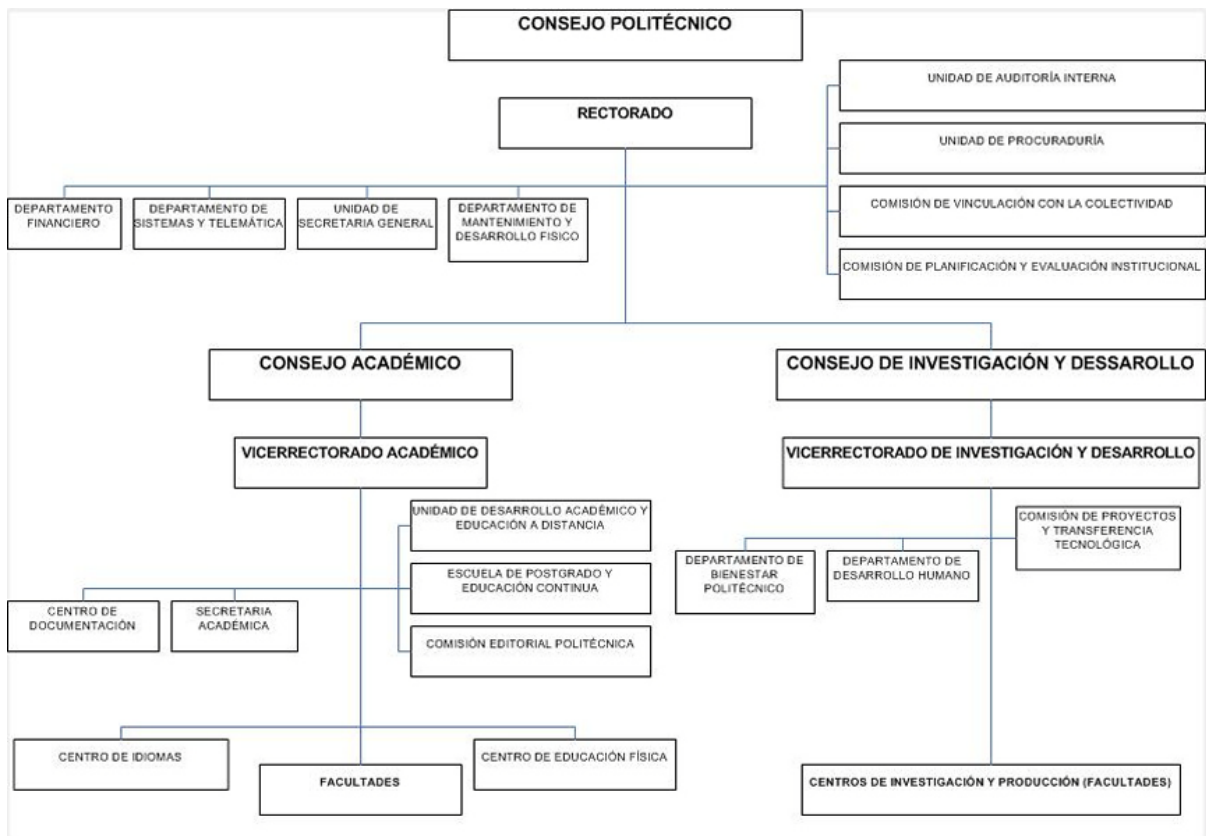 CONSEJO POLITÉCNICO
UNIDAD DE AUDITORÍA INTERNA
RECTORADO
UNIDAD DE PROCURADURÍA
DEPARTAMENTO
FINANCIERO
DEPARTAMENTO DE
SISTEMAS Y TELEMÁTICA
UNIDAD DE
SECRETARIA GENERAL
DEPARTAMENTO DE
MANTENIMIENTO Y
DESARROLLO FISICO
COMISIÓN DE VINCULACIÓN CON LA COLECTIVIDAD
COMISIÓN DE PLANIFICACIÓN Y EVALUACIÓN INSTITUCIONAL
CONSEJO ACADÉMICO
CONSEJO DE INVESTIGACIÓN Y DESSAROLLO
VICERRECTORADO ACADÉMICO
VICERRECTORADO DE INVESTIGACIÓN Y DESARROLLO
UNIDAD DE DESARROLLO ACADÉMICO Y
EDUCACIÓN A DISTANCIA
COMISIÓN DE PROYECTOS
Y TRANSFERENCIA
TECNOLÓGICA
DEPARTAMENTO DE
BIENESTAR
POLITÉCNICO
DEPARTAMENTO DE
DESARROLLO HUMANO
ESCUELA DE POSTGRADO Y
EDUCACIÓN CONTINUA
CENTRO DE
DOCUMENTACIÓN
SECRETARIA
ACADÉMICA
COMISIÓN EDITORIAL POLITÉCNICA
CENTRO DE IDIOMAS
FACULTADES
CENTRO DE EDUCACIÓN FÍSICA
CENTROS DE INVESTIGACIÓN Y PRODUCCIÓN (FACULTADES)